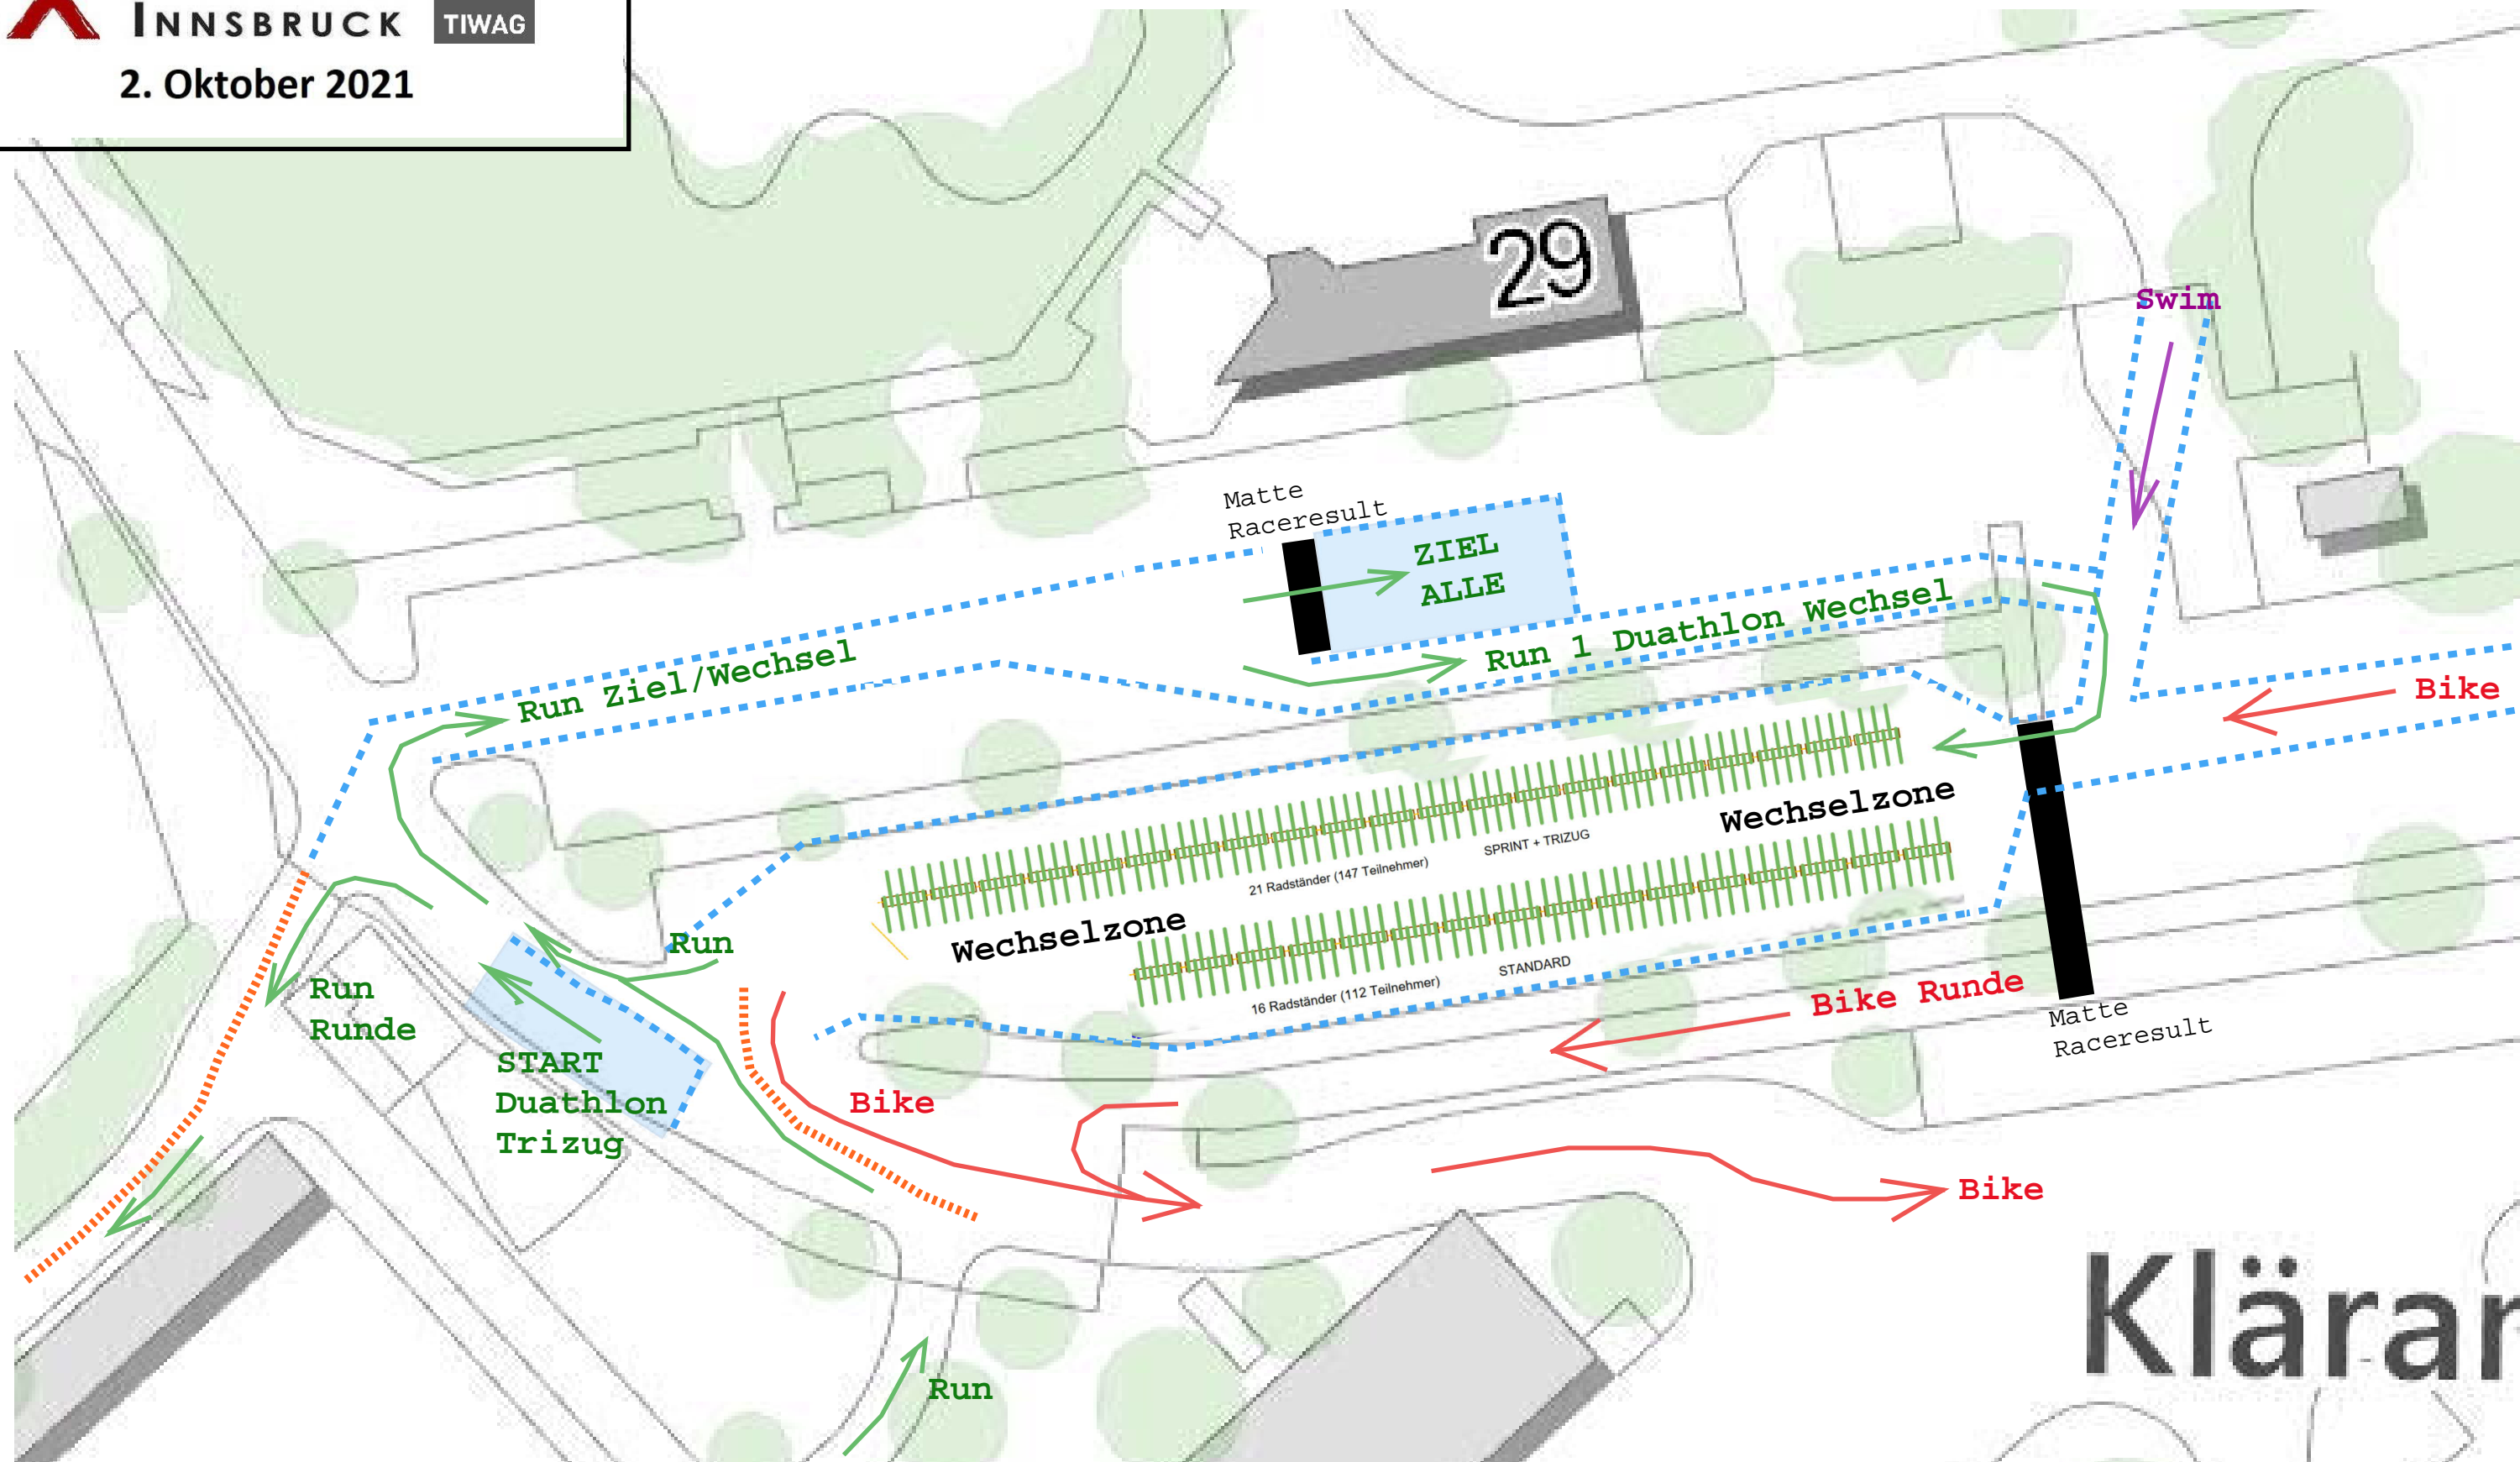 INNSBRUCK TIWAG
2. Oktober 2021
29
Swim
Matte
Raceresult
ZIEL
ALLE
Run 1 Duathlon Wechsel
Run Ziel/Wechsel
Bike
Wechselzone
SPRINT + TRIZUG
21 Radständer (147 Teilnehmer)
Wechselzone
Run
STANDARD
16 Radständer (112 Teilnehmer)
Bike Runde
Run
Runde
Matte
Raceresult
START
Duathlon
Trizug
Bike
Bike
Klärar
Run